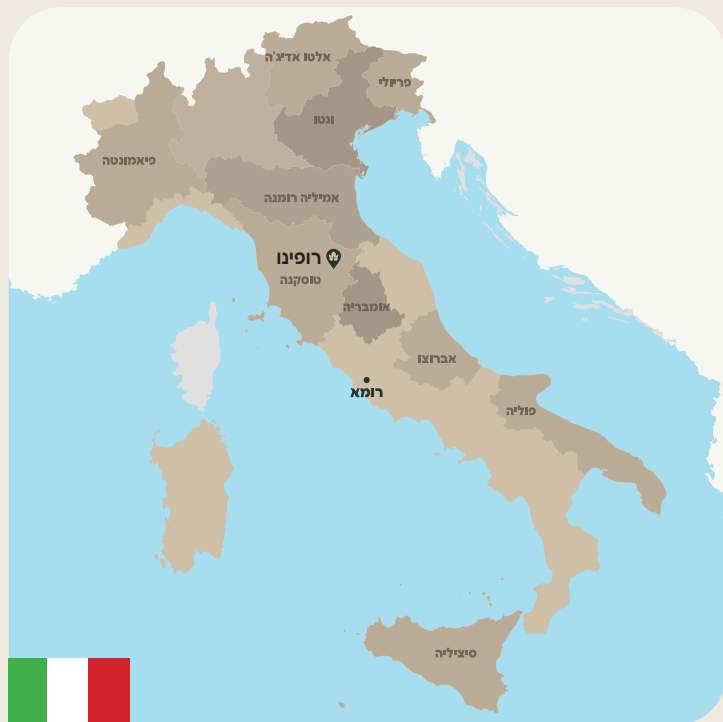 אלטו אדיג'ה
פריולי
ונטו
פיאמונטה
אמיליה רומנה
רופינו
טוסקנה
אומבריה
אברוצו
רומא
פוליה
סיציליה